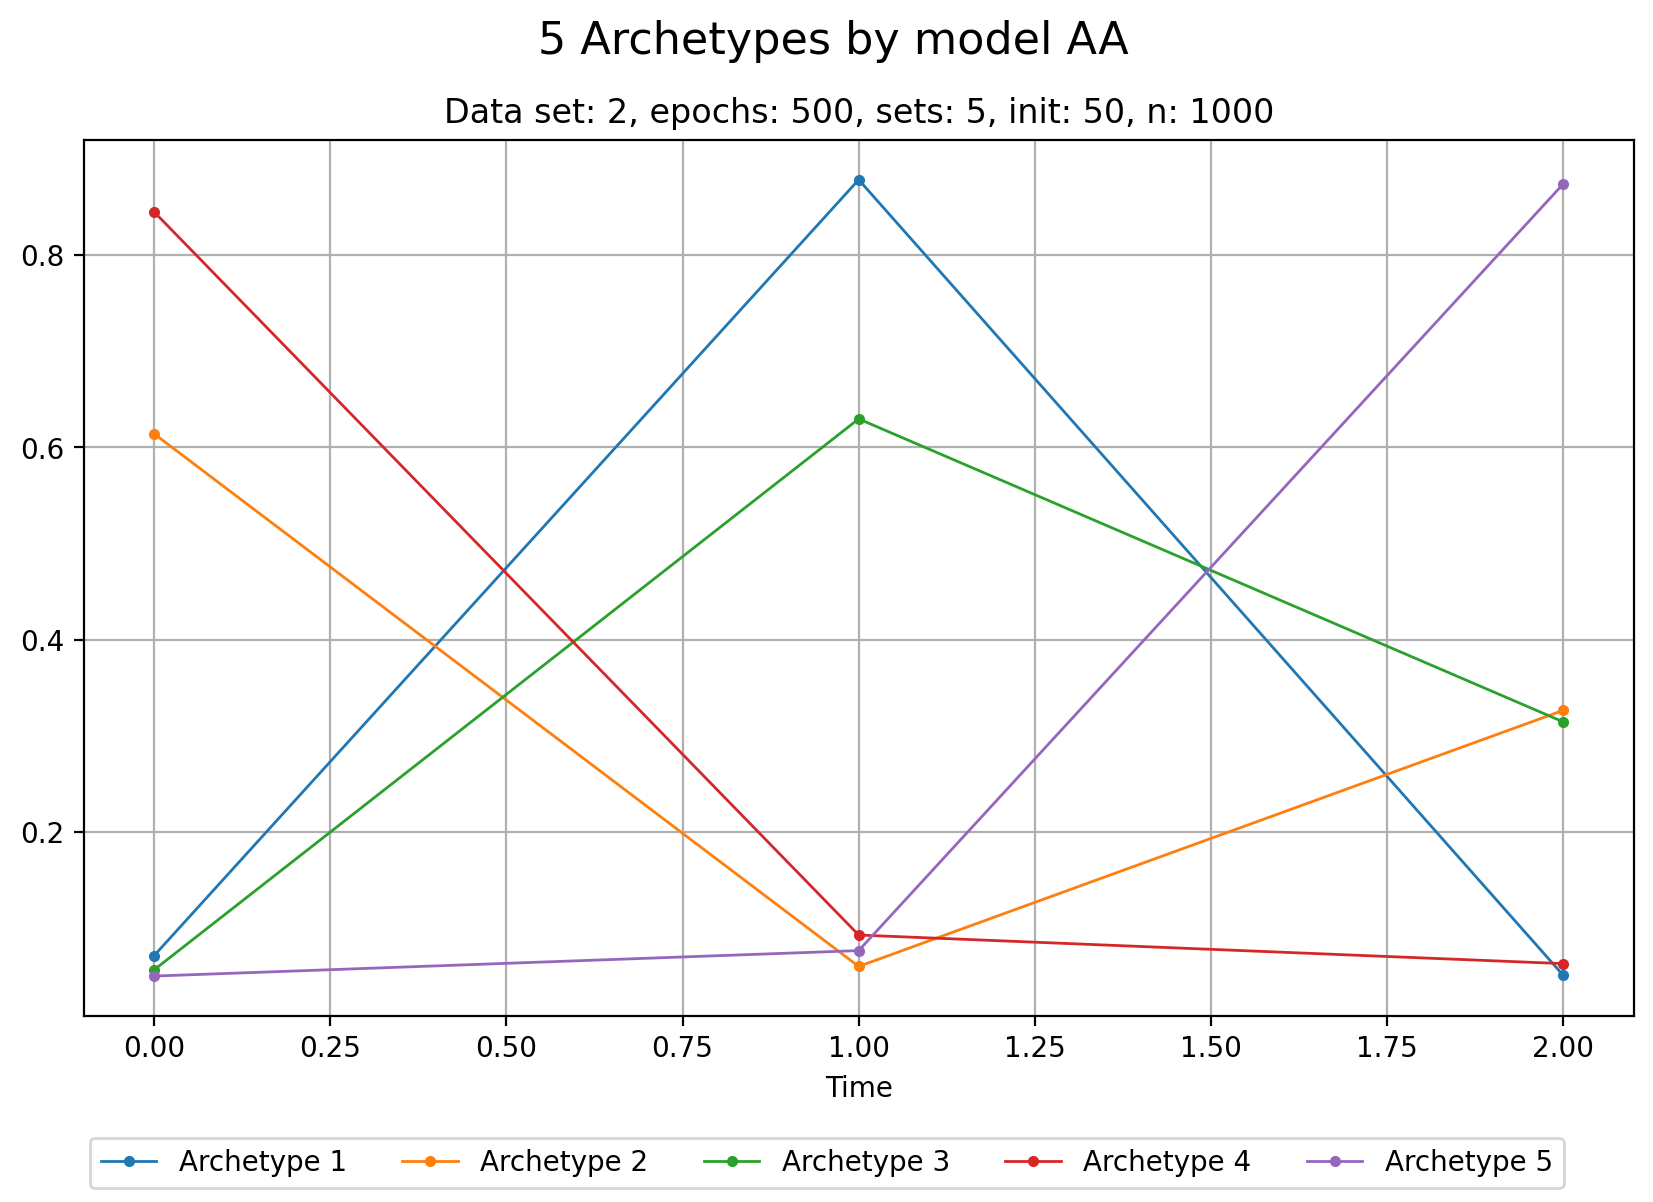 5 Archetypes by model AA
Data set: 2, epochs: 500, sets: 5, init: 50, n: 1000
0.8
0.6
0.4
0.2
0.00 0.25 0.50 0.75 1.00 1.25 1.50 1.75 2.00
Time
Archetype 1 Archetype 2 Archetype 3 Archetype 4 Archetype 5